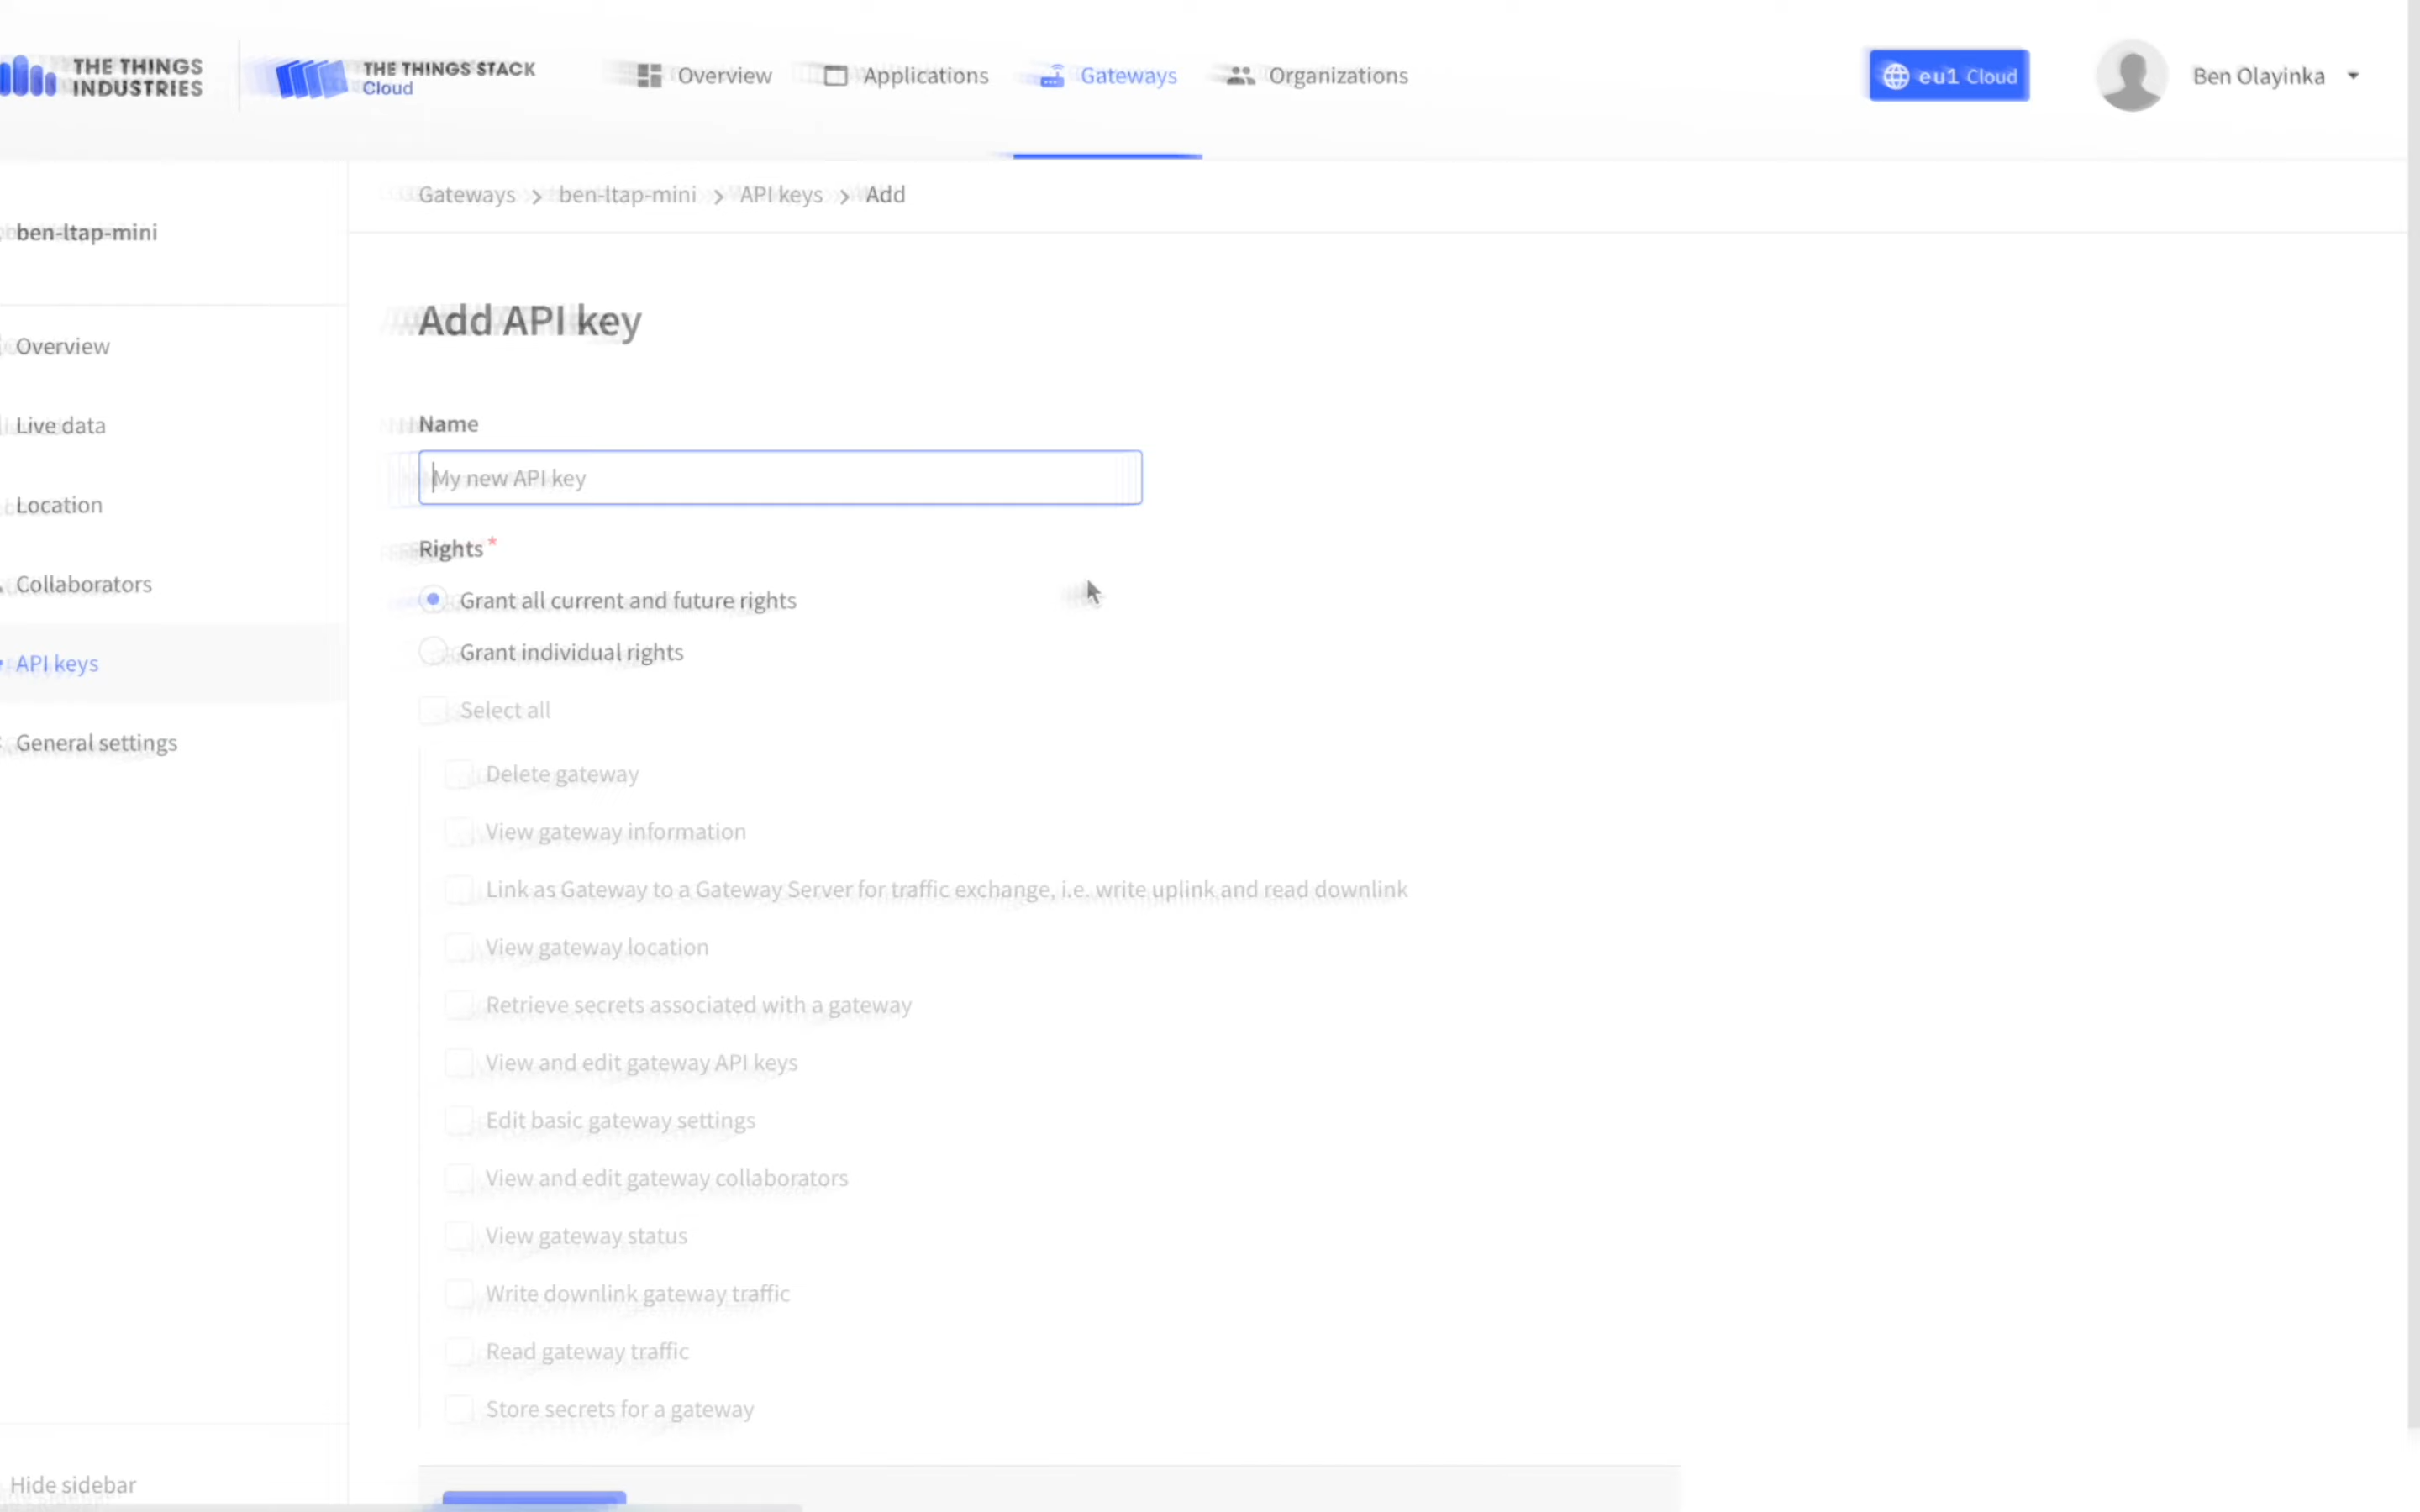 THE THINGS
INDUSTRIES
THE THINGS STACK
Cloud
Overview
Applications
Gateways
Organizations
eu1 Cloud
Ben Olayinka
ben-ltap-mini
Overview
Live data
Location
Collaborators
API keys
General settings
Hide sidebar
Gateways > ben-ltap-mini > API keys > Add
Add API key
Name
My new API key
Rights *
Grant all current and future rights
Grant individual rights
Select all
Delete gateway
View gateway information
Link as Gateway to a Gateway Server for traffic exchange, i.e. write uplink and read downlink
View gateway location
Retrieve secrets associated with a gateway
View and edit gateway API keys
Edit basic gateway settings
View and edit gateway collaborators
View gateway status
Write downlink gateway traffic
Read gateway traffic
Store secrets for a gateway